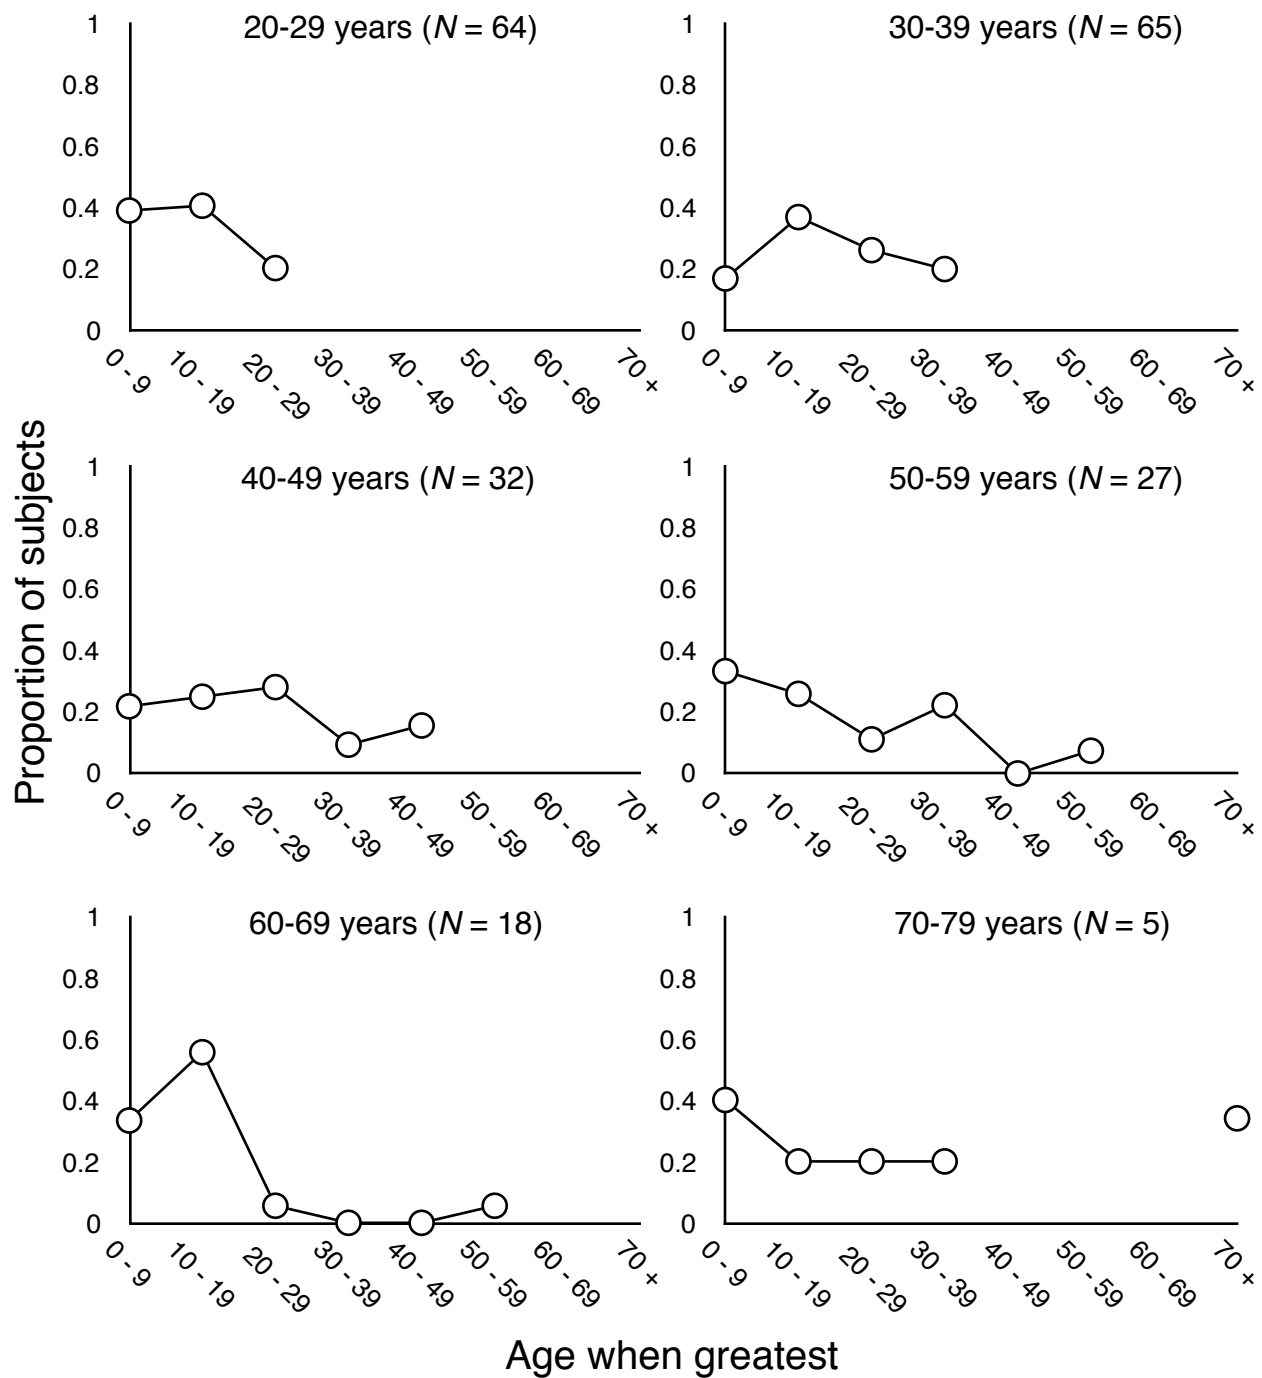 20-29 years (N = 64)
1
0.8
0.6
0.4
0.2
0
0 - 9
10 - 19
20 - 29
30 - 39
40 - 49
50 - 59
60 - 69
70 +
30-39 years (N = 65)
1
0.8
0.6
0.4
0.2
0
0 - 9
10 - 19
20 - 29
30 - 39
40 - 49
50 - 59
60 - 69
70 +
Proportion of subjects
40-49 years (N = 32)
1
0.8
0.6
0.4
0.2
0
0 - 9
10 - 19
20 - 29
30 - 39
40 - 49
50 - 59
60 - 69
70 +
50-59 years (N = 27)
1
0.8
0.6
0.4
0.2
0
0 - 9
10 - 19
20 - 29
30 - 39
40 - 49
50 - 59
60 - 69
70 +
60-69 years (N = 18)
1
0.8
0.6
0.4
0.2
0
0 - 9
10 - 19
20 - 29
30 - 39
40 - 49
50 - 59
60 - 69
70 +
70-79 years (N = 5)
1
0.8
0.6
0.4
0.2
0
0 - 9
10 - 19
20 - 29
30 - 39
40 - 49
50 - 59
60 - 69
70 +
Age when greatest